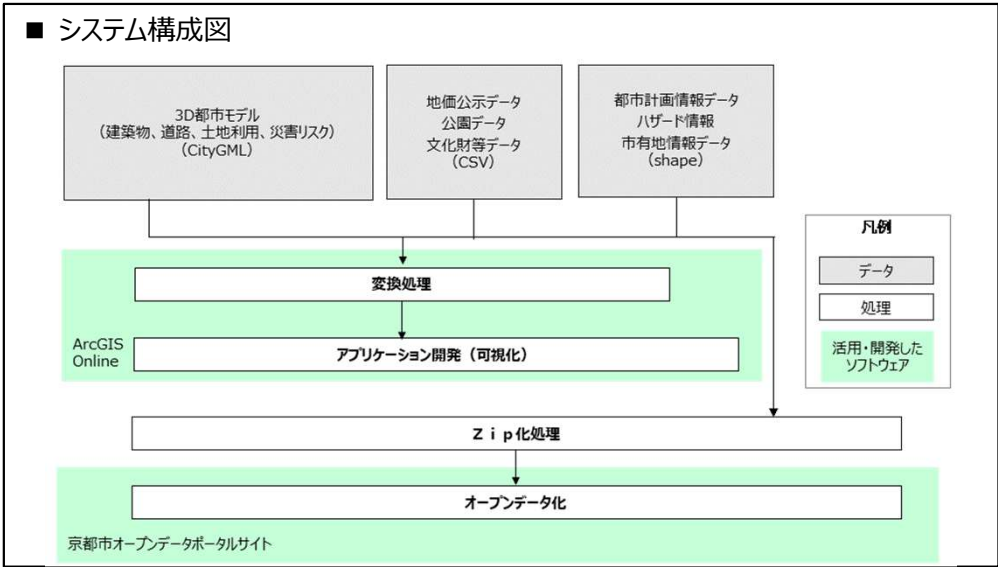 ■ システム構成図
3D都市モデル
(建築物、道路、土地利用、災害リスク)
(CityGML)
地価公示データ
公園データ
文化財等データ
(CSV)
都市計画情報データ
ハザード情報
市有地情報データ
(shape)
凡例
データ
処理
活用・開発した
ソフトウェア
変換処理
ArcGIS
Online
アプリケーション開発（可視化）
Ｚｉｐ化処理
オープンデータ化
京都市オープンデータポータルサイト